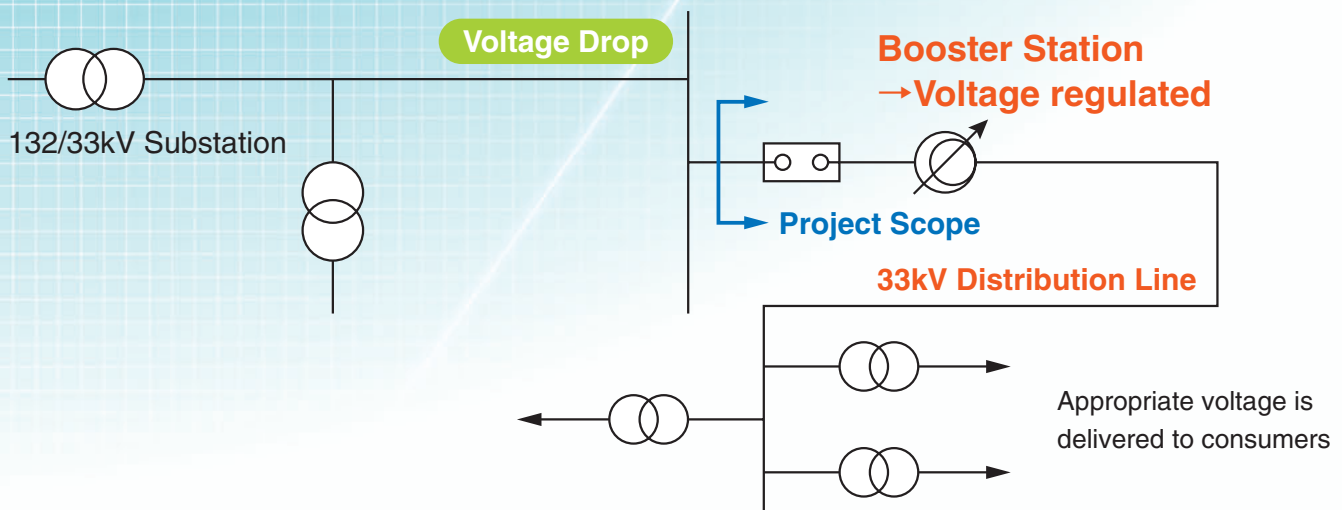 Voltage Drop
Booster Station
→Voltage regulated
132/33kV Substation
Project Scope
33kV Distribution Line
Appropriate voltage is
delivered to consumers